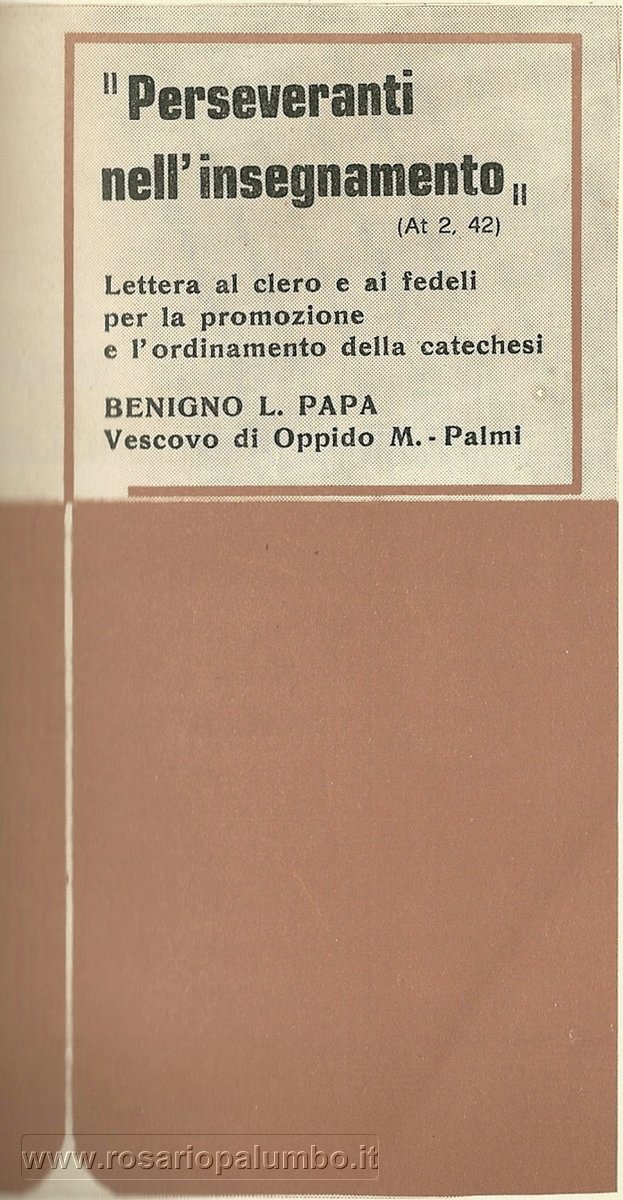 "Perseveranti
nell'insegnamento"
(At 2, 42)
Lettera al clero e ai fedeli
per la promozione
e l'ordinamento della catechesi
BENIGNO L. PAPA
Vescovo di Oppido M. - Palmi
www.rosariopalumbo.it